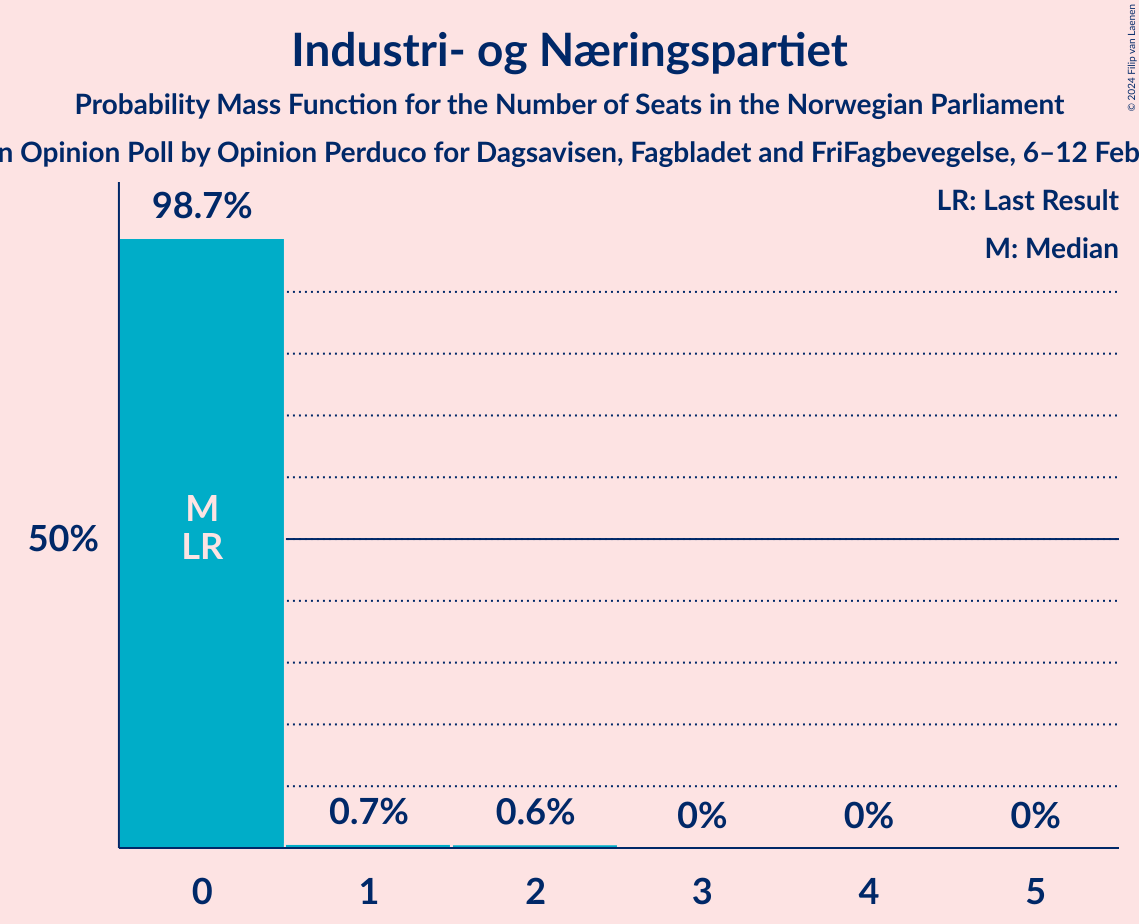 Industri- og Næringspartiet
Probability Mass Function for the Number of Seats in the Norwegian Parliament
n Opinion Poll by Opinion Perduco for Dagsavisen, Fagbladet and FriFagbevegelse, 6–12 Feb
© 2024 Filip van Laenen
LR: Last Result
M: Median
98.7%
M
LR
50%
0.7% 0.6% 0% 0% 0%
0 1 2 3 4 5